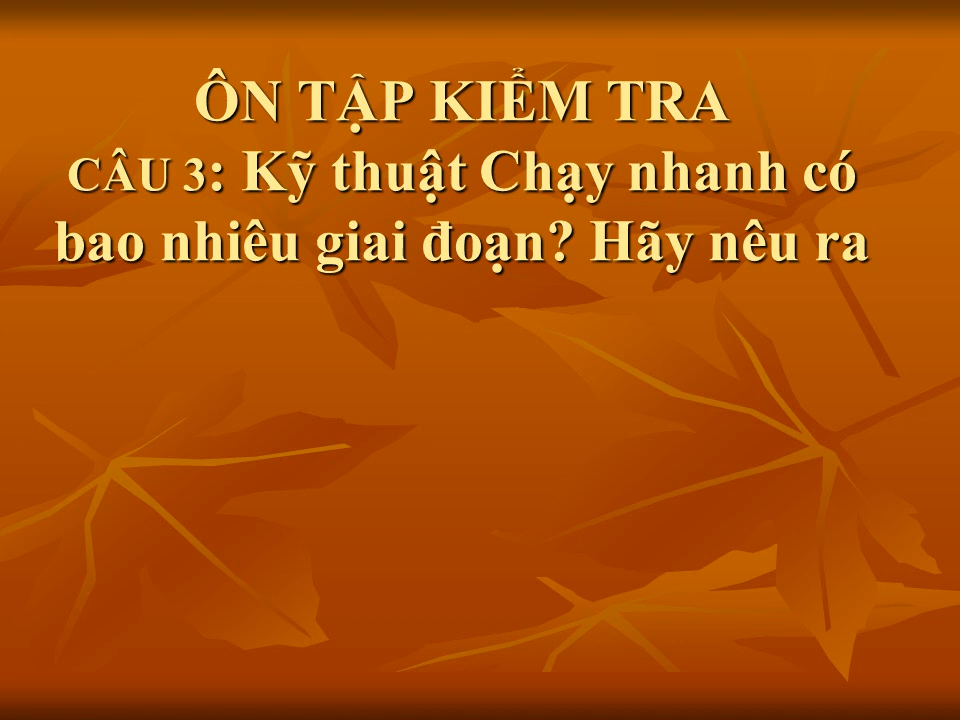 ÔN TẬP KIỂM TRA
CÂU 3: Kỹ thuật Chạy nhanh có
bao nhiêu giai đoạn? Hãy nêu ra